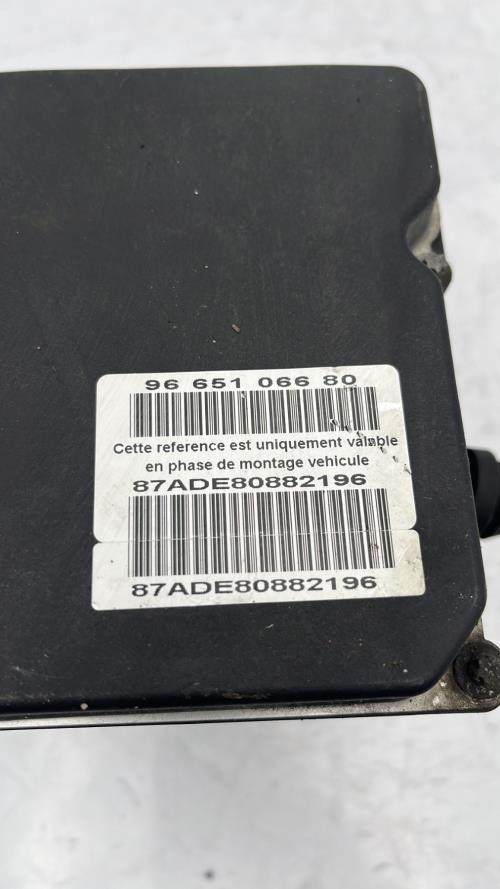 96 651 066 80
Cette reference est uniquement valable
en phase de montage vehicule
87ADE80882196
87ADE80882196